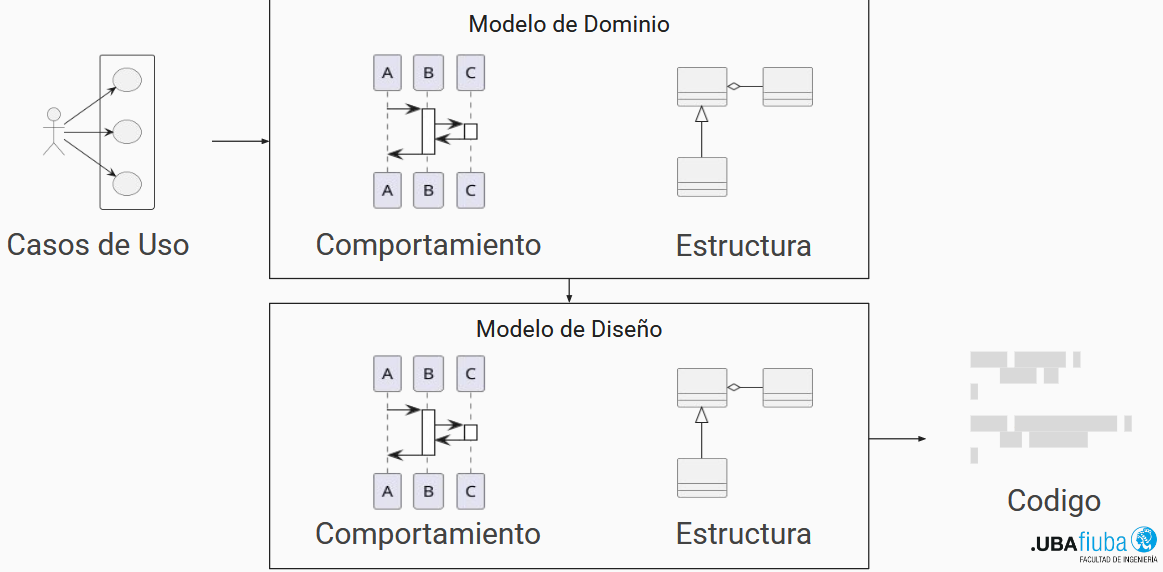 Modelo de Dominio
A B C
A B C
Casos de Uso
Comportamiento
Estructura
Modelo de Diseño
A B C
A B C
Comportamiento
Estructura
Codigo
.UBAfiuba
FACULTAD DE INGENIERÍA